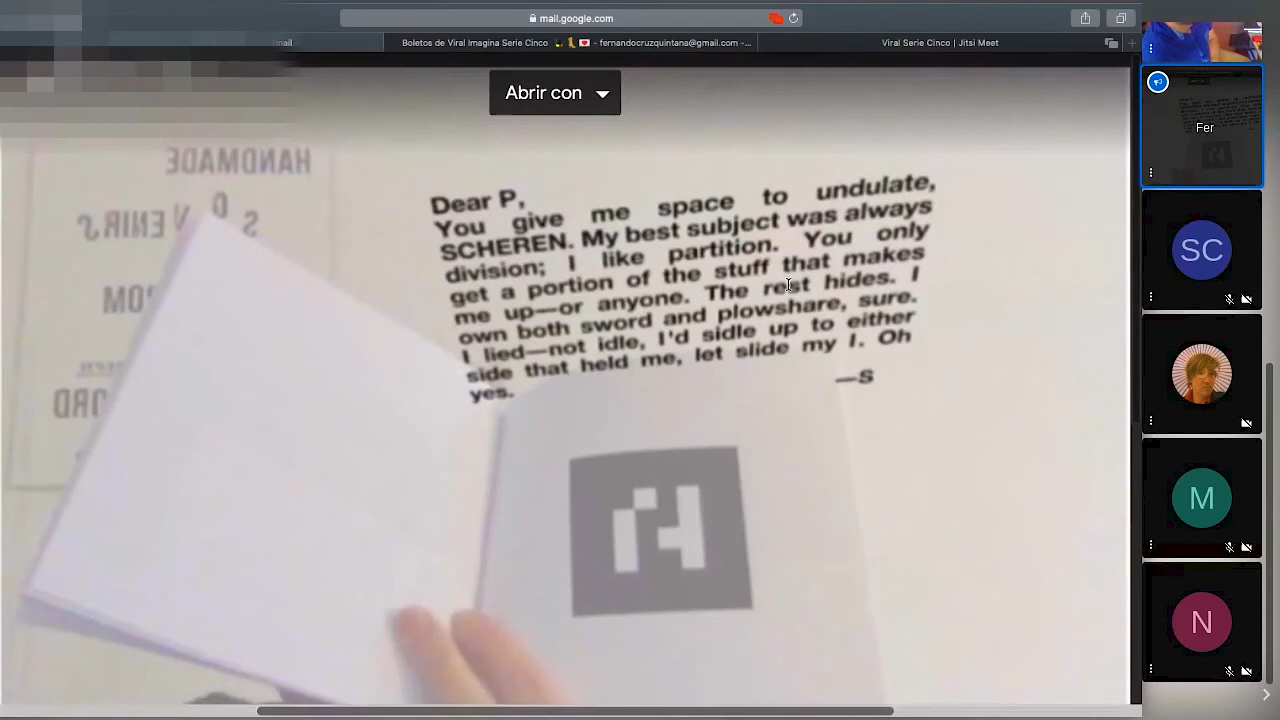 mail.google.com
mail
Boletos de Viral Imagina Serie Cinco - fernandocruzquintana@gmail.com -...
Viral Serie Cinco | Jitsi Meet
Abrir con
HANDMADE
Dear P,
You give me space to undulate,
SCHEREN. My best subject was always
division; I like partition. You only
get a portion of the stuff that makes
me up—or anyone. The rest hides. I
own both sword and plowshare, sure.
I lied—not idle, I'd sidle up to either
side that held me, let slide my I. Oh
yes.
—S
Fer
SC
M
N